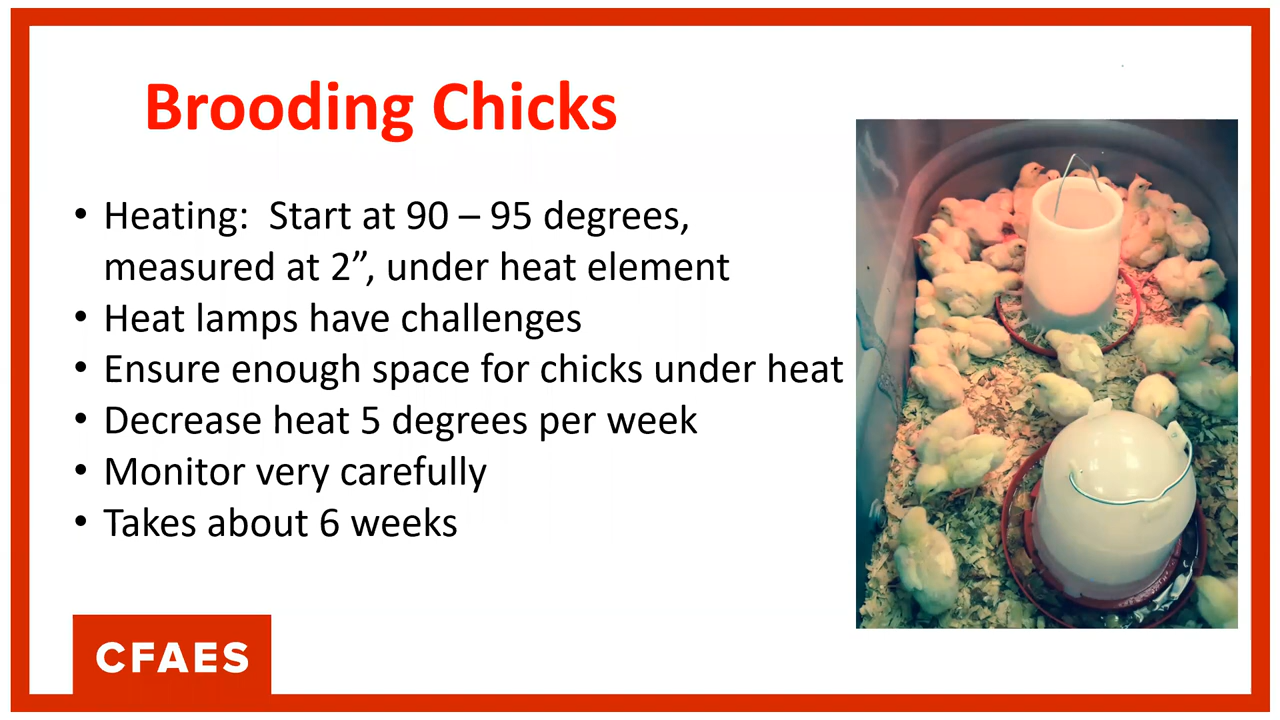 Brooding Chicks
• Heating:  Start at 90 – 95 degrees,
measured at 2”, under heat element
• Heat lamps have challenges
• Ensure enough space for chicks under heat
• Decrease heat 5 degrees per week
• Monitor very carefully
• Takes about 6 weeks
CFAES